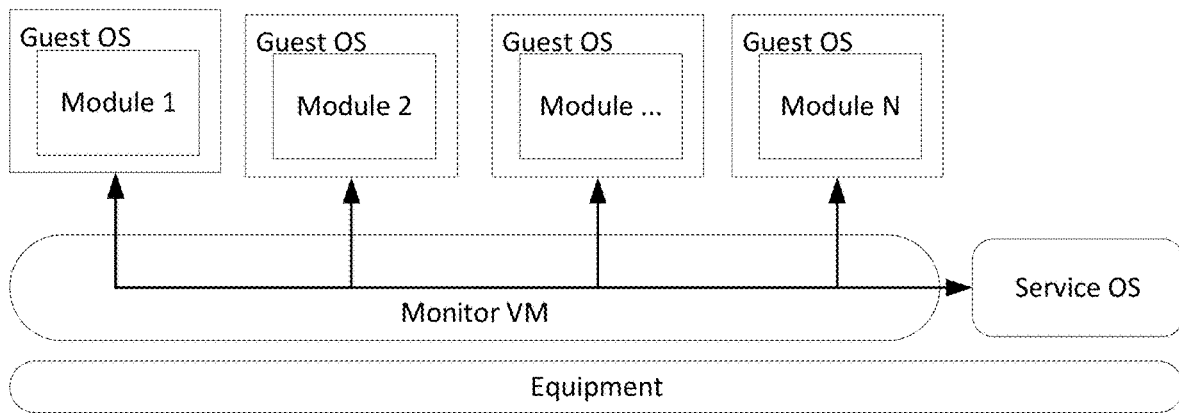 Guest OS
Module 1
Guest OS
Module 2
Guest OS
Module ...
Guest OS
Module N
Monitor VM
Service OS
Equipment